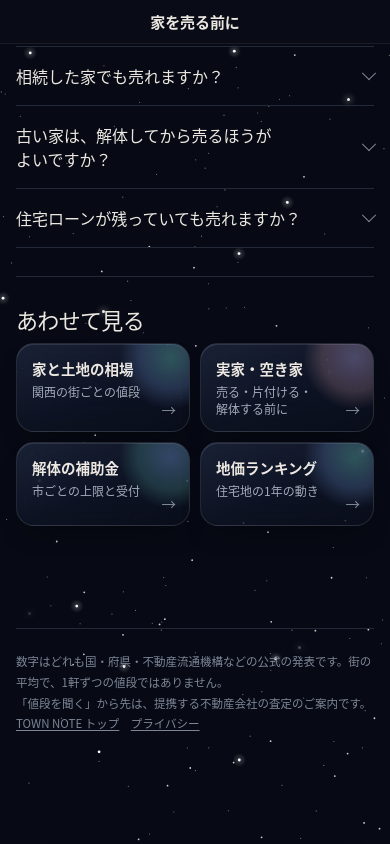 家を売る前に
相続した家でも売れますか？
古い家は、解体してから売るほうが
よいですか？
住宅ローンが残っていても売れますか？
あわせて見る
家と土地の相場
関西の街ごとの値段
→
実家・空き家
売る・片付ける・
解体する前に
→
解体の補助金
市ごとの上限と受付
→
地価ランキング
住宅地の1年の動き
→
数字はどれも国・府県・不動産流通機構などの公式の発表です。街の
平均で、1軒ずつの値段ではありません。
「値段を聞く」から先は、提携する不動産会社の査定のご案内です。
TOWN NOTE トップ プライバシー